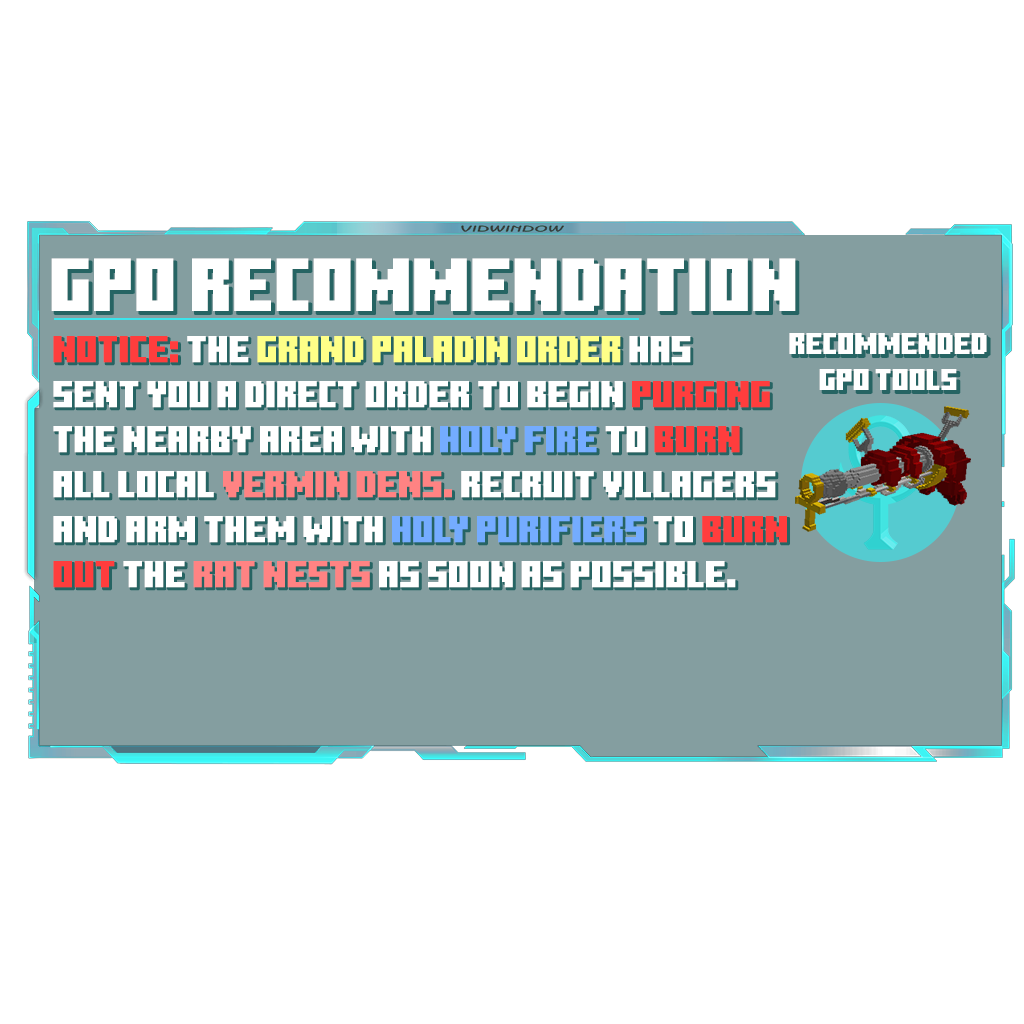 VIDWINDOW
GPO RECOMMENDATION
NOTICE: THE GRAND PALADIN ORDER HAS
SENT YOU A DIRECT ORDER TO BEGIN PURGING
THE NEARBY AREA WITH HOLY FIRE TO BURN
ALL LOCAL VERMIN DENS. RECRUIT VILLAGERS
AND ARM THEM WITH HOLY PURIFIERS TO BURN
OUT THE RAT NESTS AS SOON AS POSSIBLE.
RECOMMENDED
GPO TOOLS